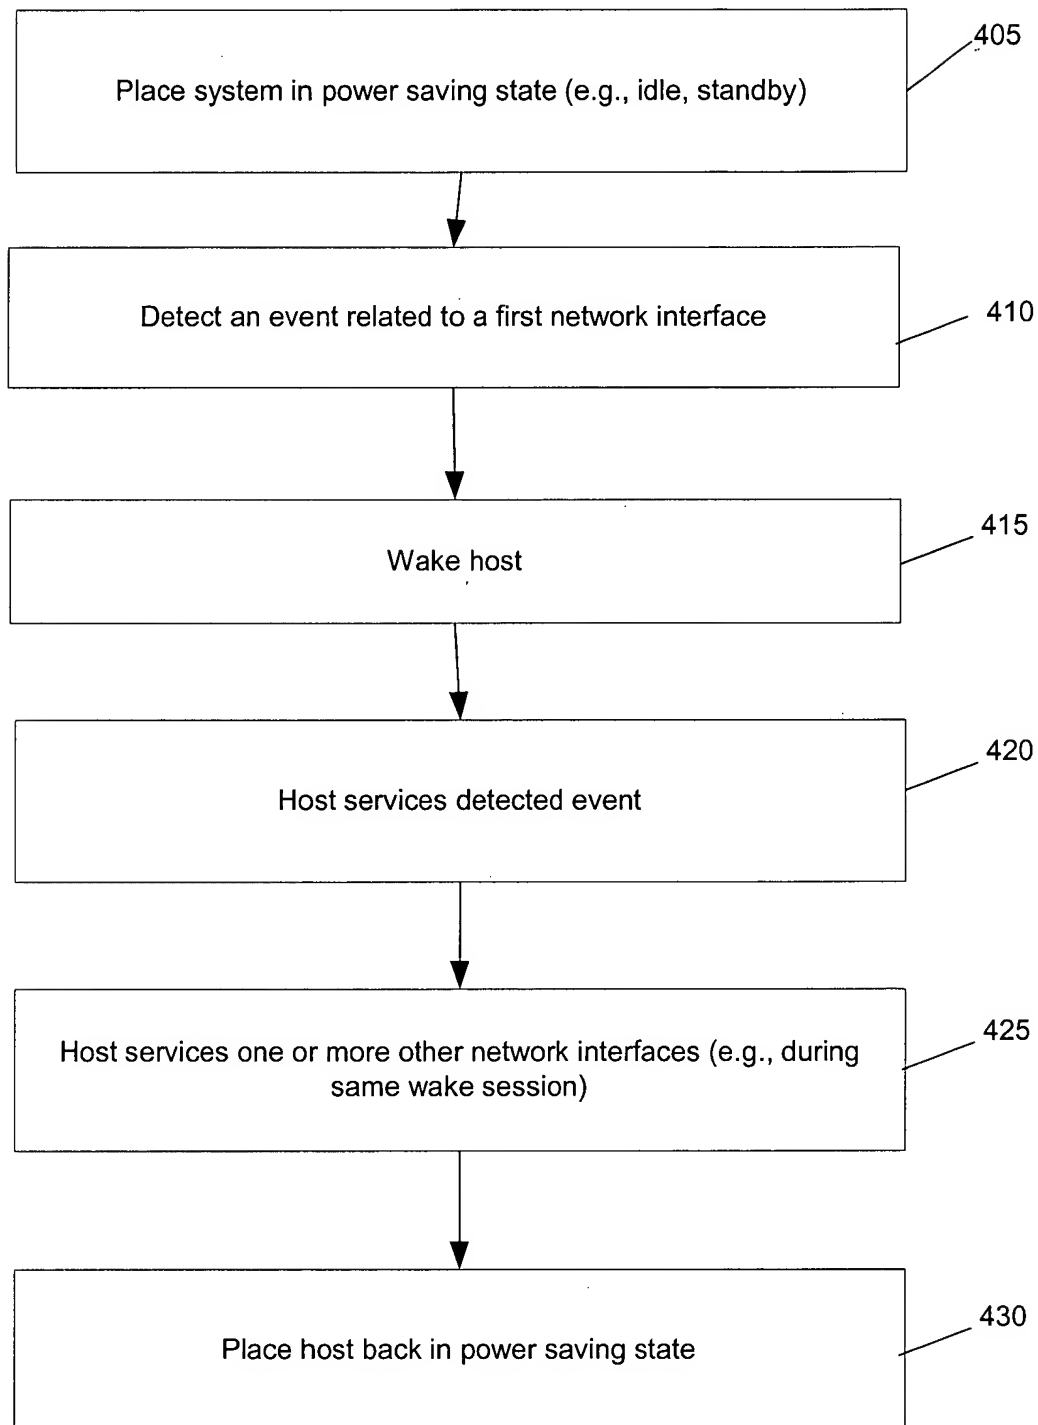 Place system in power saving state (e.g., idle, standby)
405
Detect an event related to a first network interface
410
Wake host
415
Host services detected event
420
Host services one or more other network interfaces (e.g., during
same wake session)
425
Place host back in power saving state
430